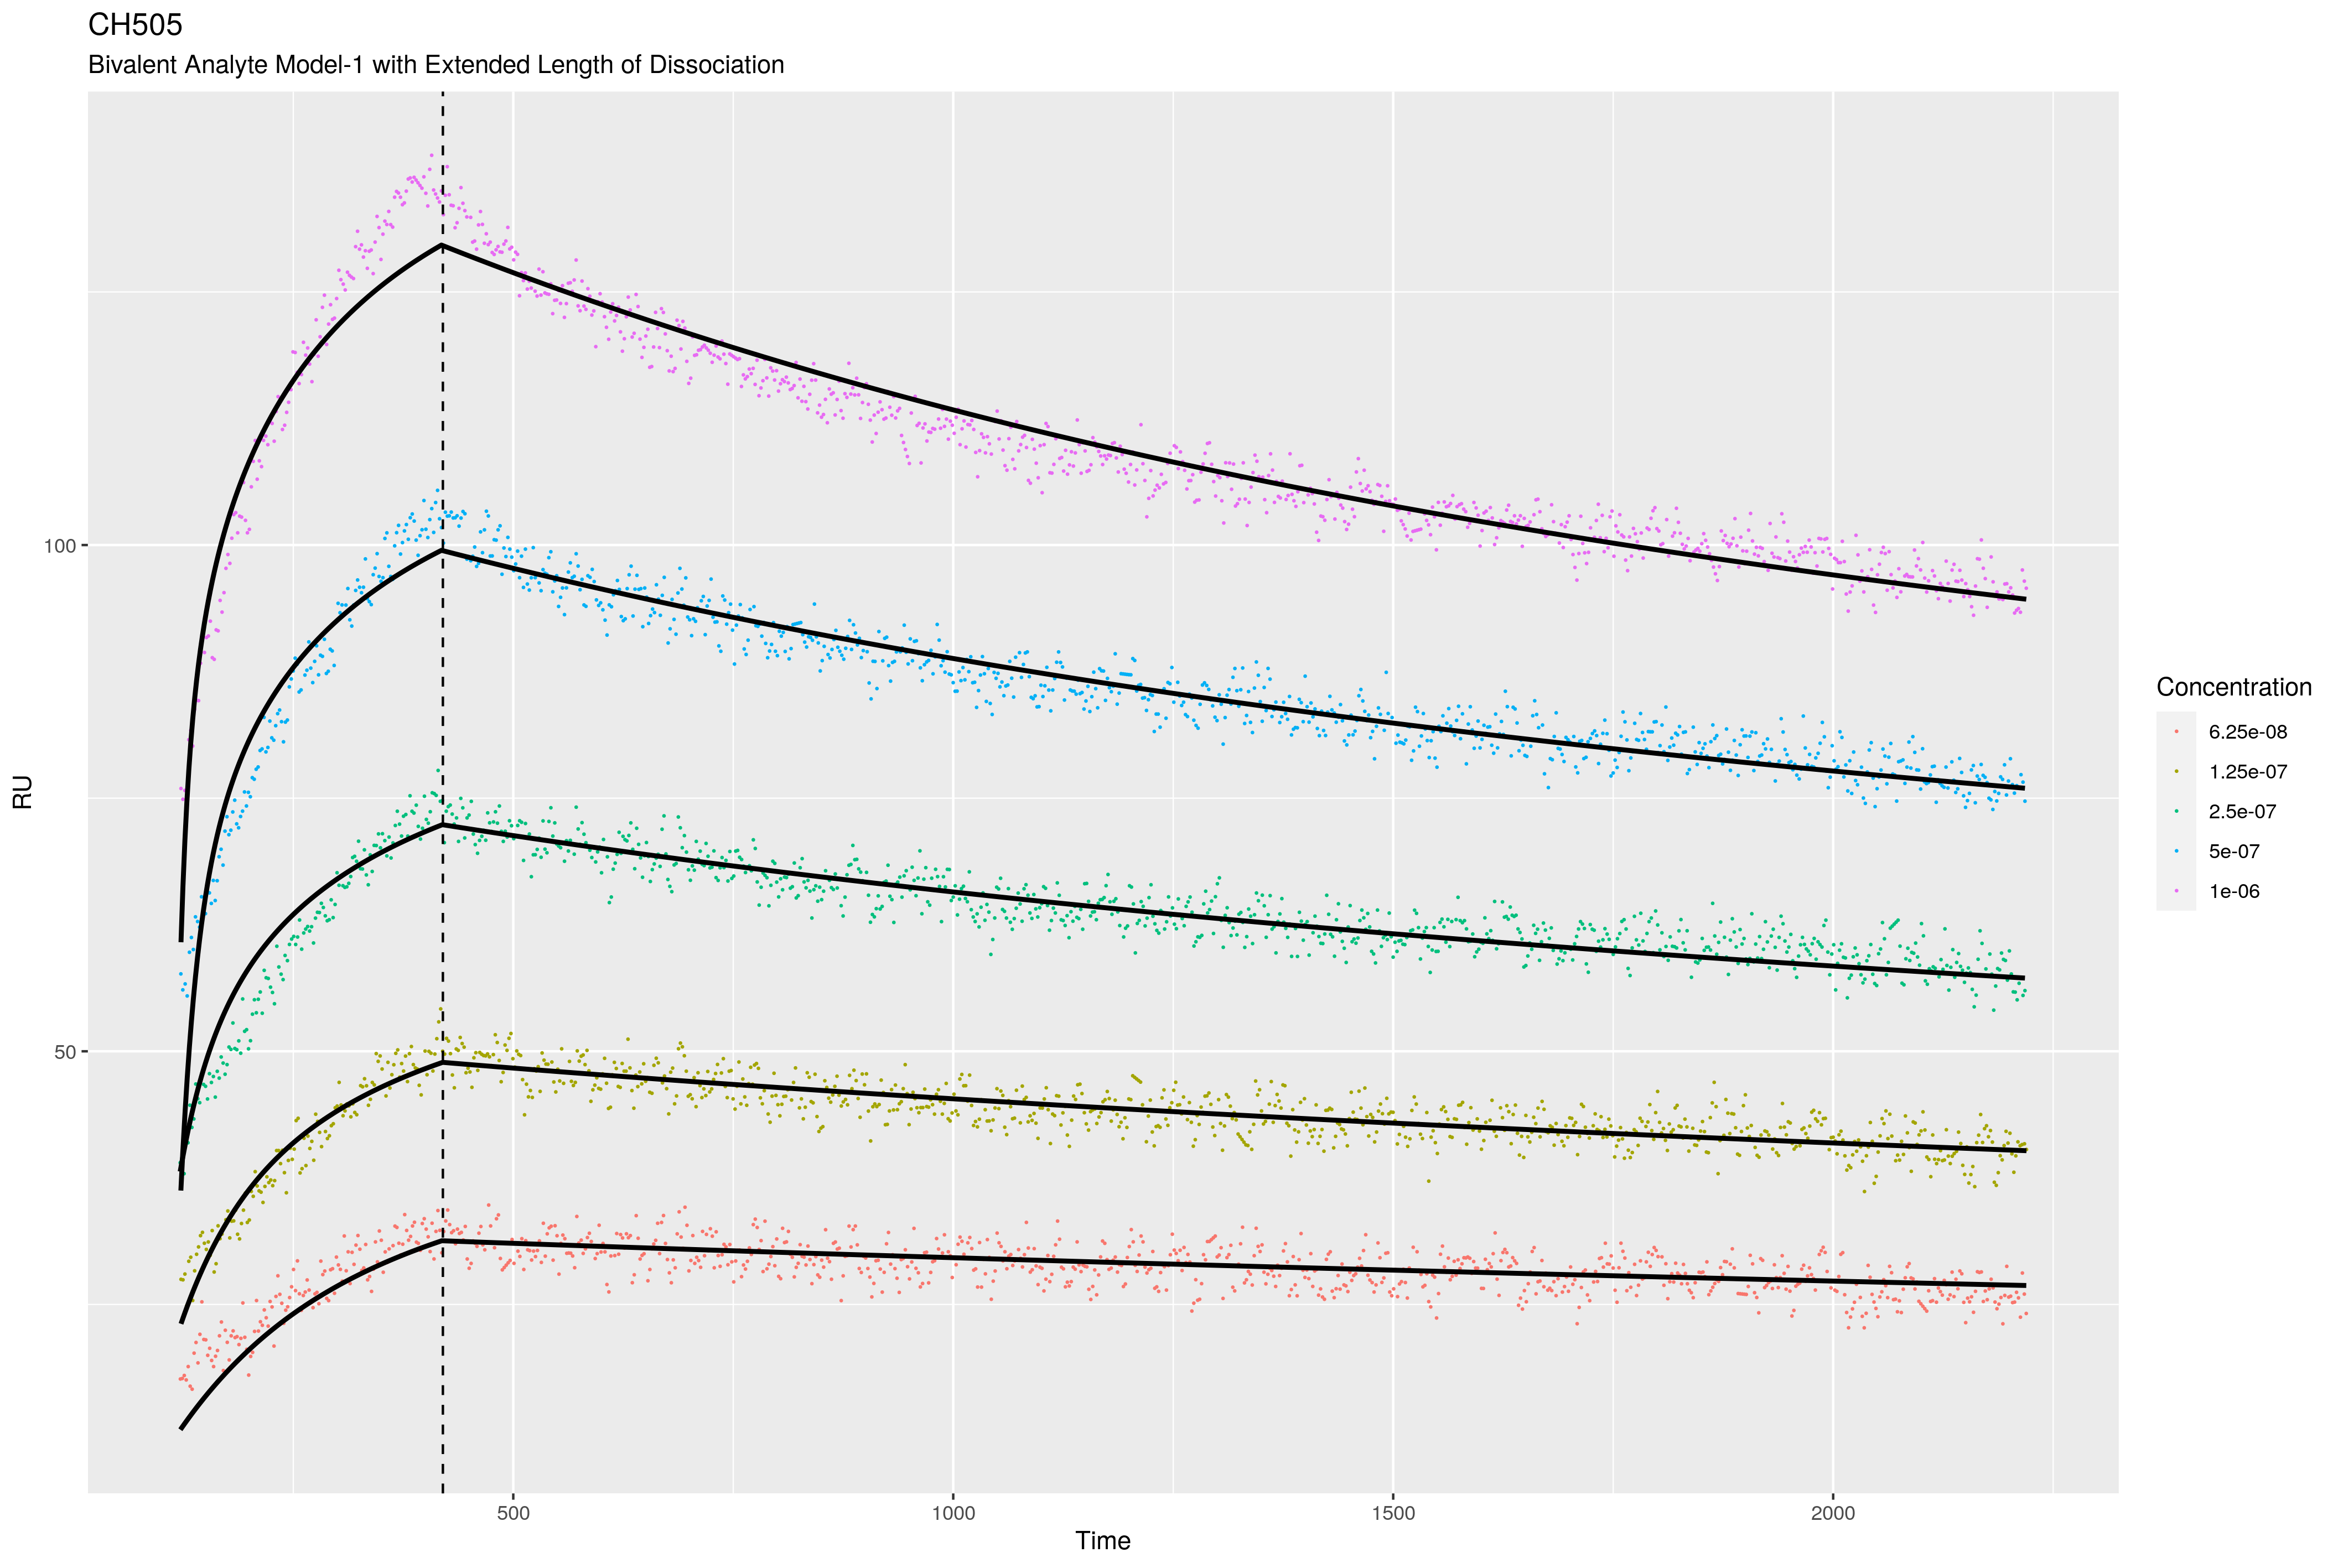 CH505
Bivalent Analyte Model-1 with Extended Length of Dissociation
RU
100
50
500
1000
1500
2000
Time
Concentration
6.25e-08
1.25e-07
2.5e-07
5e-07
1e-06